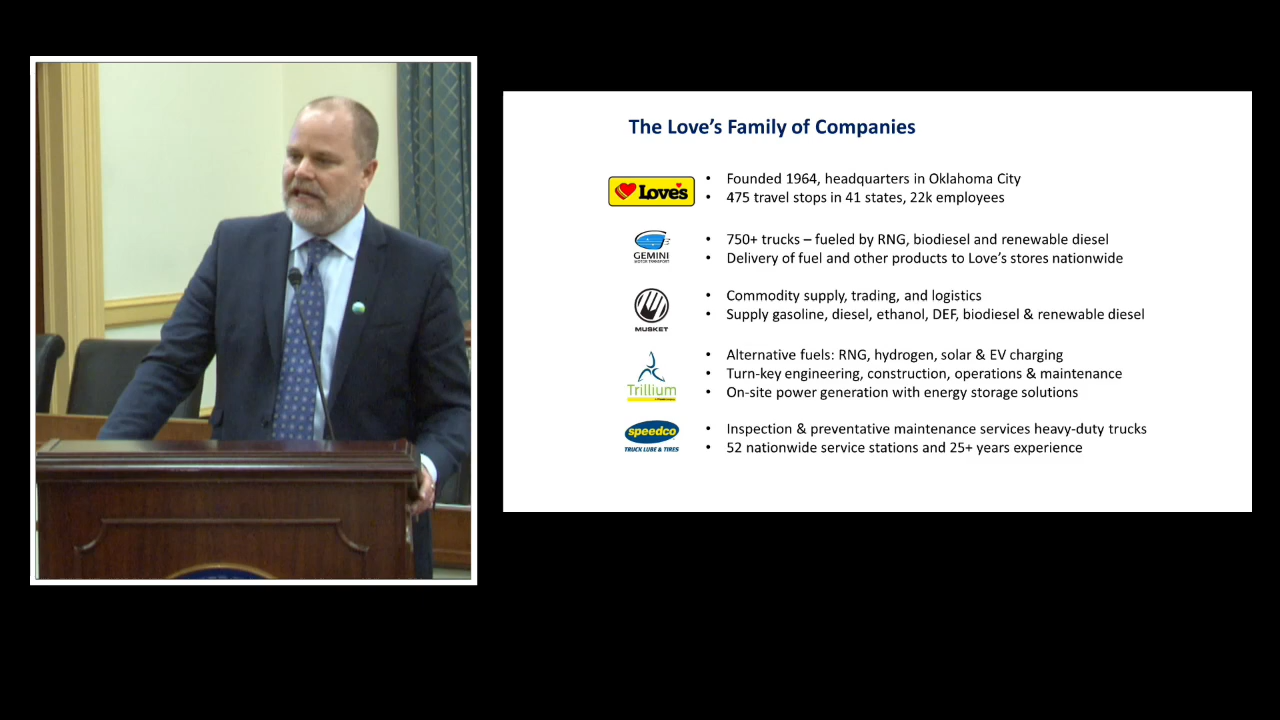 The Love's Family of Companies
Love's
• Founded 1964, headquarters in Oklahoma City
• 475 travel stops in 41 states, 22k employees
GEMINI
MOTOR TRANSPORT
• 750+ trucks – fueled by RNG, biodiesel and renewable diesel
• Delivery of fuel and other products to Love's stores nationwide
MUSKET
• Commodity supply, trading, and logistics
• Supply gasoline, diesel, ethanol, DEF, biodiesel & renewable diesel
Trillium
• Alternative fuels: RNG, hydrogen, solar & EV charging
• Turn-key engineering, construction, operations & maintenance
• On-site power generation with energy storage solutions
speedco
TRUCK LUBE & TIRES
• Inspection & preventative maintenance services heavy-duty trucks
• 52 nationwide service stations and 25+ years experience